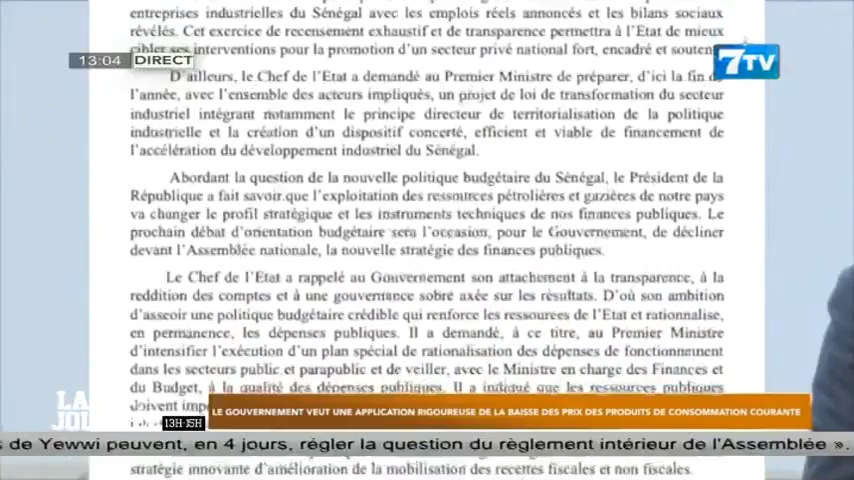 entreprises industrielles du Sénégal avec les emplois réels annoncés et les bilans sociaux
révélés. Cet exercice de recensement exhaustif et de transparence permettra à l'Etat de mieux
cibler ses interventions pour la promotion d'un secteur privé national fort, encadré et soutenu
13:04 DIRECT
7TV
D'ailleurs, le Chef de l'Etat a demandé au Premier Ministre de préparer, d'ici la fin de
l'année, avec l'ensemble des acteurs impliqués, un projet de loi de transformation du secteur
industriel intégrant notamment le principe directeur de territorialisation de la politique
industrielle et la création d'un dispositif concerté, efficient et viable de financement de
l'accélération du développement industriel du Sénégal.
Abordant la question de la nouvelle politique budgétaire du Sénégal, le Président de la
République a fait savoir que l'exploitation des ressources pétrolières et gazières de notre pays
va changer le profil stratégique et les instruments techniques de nos finances publiques. Le
prochain débat d'orientation budgétaire sera l'occasion, pour le Gouvernement, de décliner
devant l'Assemblée nationale, la nouvelle stratégie des finances publiques.
Le Chef de l'Etat a rappelé au Gouvernement son attachement à la transparence, à la
reddition des comptes et à une gouvernance sobre axée sur les résultats. D'où son ambition
d'asseoir une politique budgétaire crédible qui renforce les ressources de l'Etat et rationnalise,
en permanence, les dépenses publiques. Il a demandé, à ce titre, au Premier Ministre
d'intensifier l'exécution d'un plan spécial de rationalisation des dépenses de fonctionnement
dans les secteurs public et parapublic et de veiller, avec le Ministre en charge des Finances et
du Budget, à la qualité des dépenses publiques. Il a indiqué que les ressources publiques
doivent
LA
JOU
13H-15H
LE GOUVERNEMENT VEUT UNE APPLICATION RIGOUREUSE DE LA BAISSE DES PRIX DES PRODUITS DE CONSOMMATION COURANTE
s de Yewwi peuvent, en 4 jours, régler la question du règlement intérieur de l'Assemblée ».
stratégie innovante d'amélioration de la mobilisation des recettes fiscales et non fiscales.